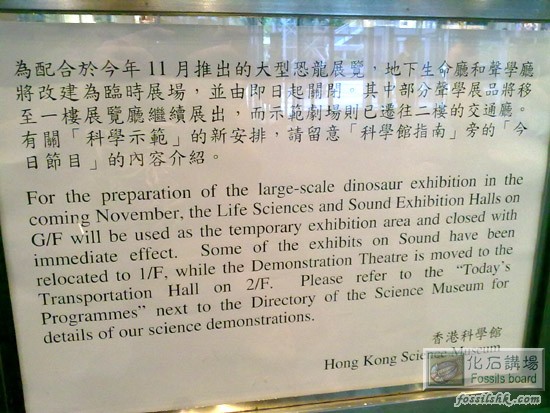 為配合於今年 11 月推出的大型恐龍展覽，地下生命廳和聲學廳
將改建為臨時展場，並由即日起關閉，其中部分聲學展品將移
至一樓展覽廳繼續展出，而示範劇場則已遷往二樓的交通廳。
有關「科學示範」的新安排，請留意「科學館指南」旁的「今
日節目」的內容介紹。
For the preparation of the large-scale dinosaur exhibition in the
coming November, the Life Sciences and Sound Exhibition Halls on
G/F will be used as the temporary exhibition area and closed with
immediate effect. Some of the exhibits on Sound have been
relocated to 1/F, while the Demonstration Theatre is moved to the
Transportation Hall on 2/F. Please refer to the “Today’s
Programmes” next to the Directory of the Science Museum for
details of our science demonstrations.
香港科學館
Hong Kong Science Museum
化石講場
Fossils board
fossilshk.com